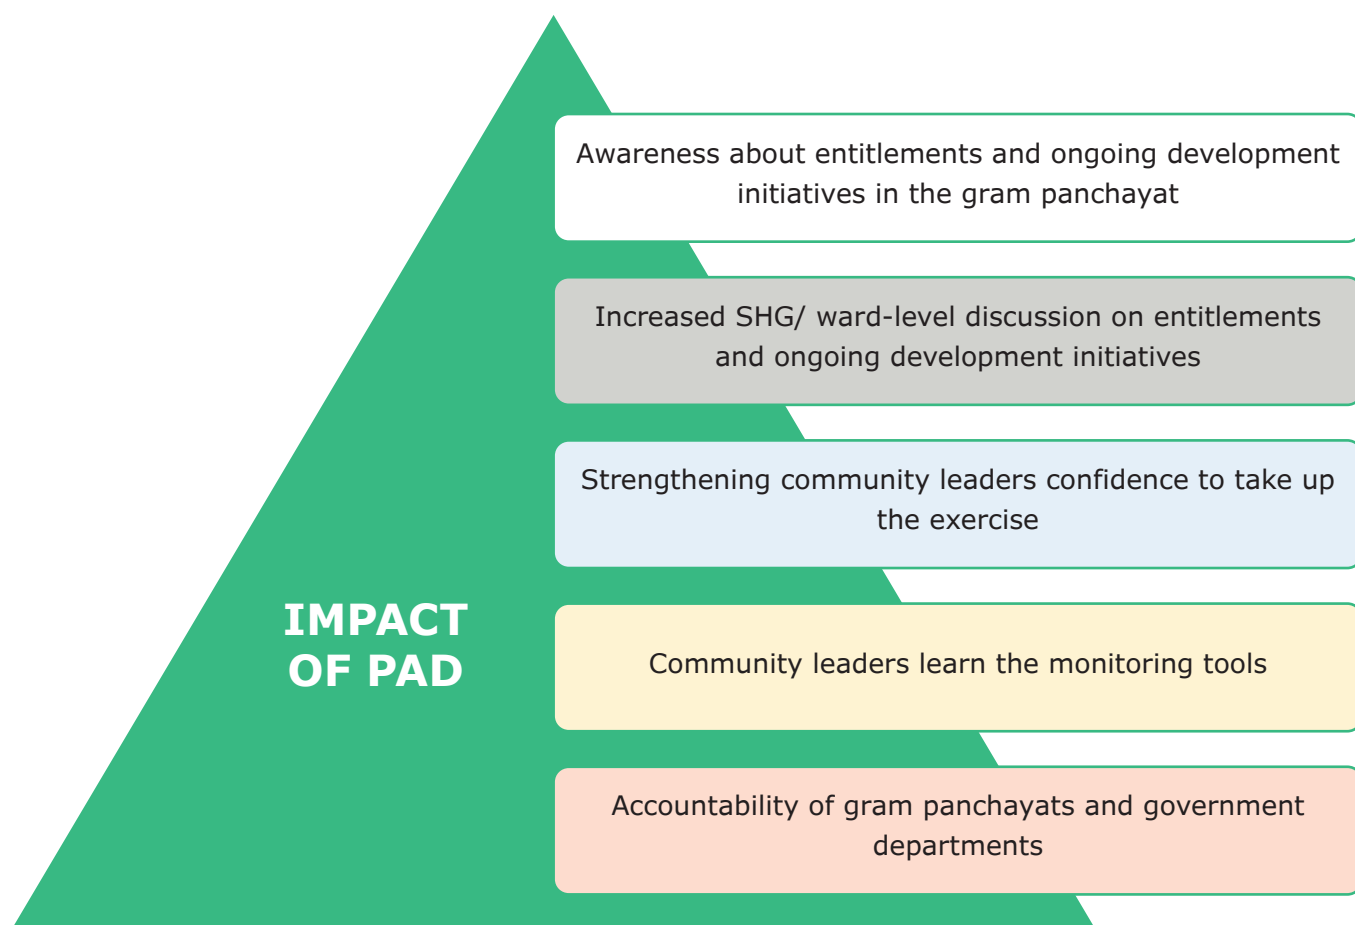 Awareness about entitlements and ongoing development
initiatives in the gram panchayat
Increased SHG/ ward-level discussion on entitlements
and ongoing development initiatives
Strengthening community leaders confidence to take up
the exercise
IMPACT
OF PAD
Community leaders learn the monitoring tools
Accountability of gram panchayats and government
departments